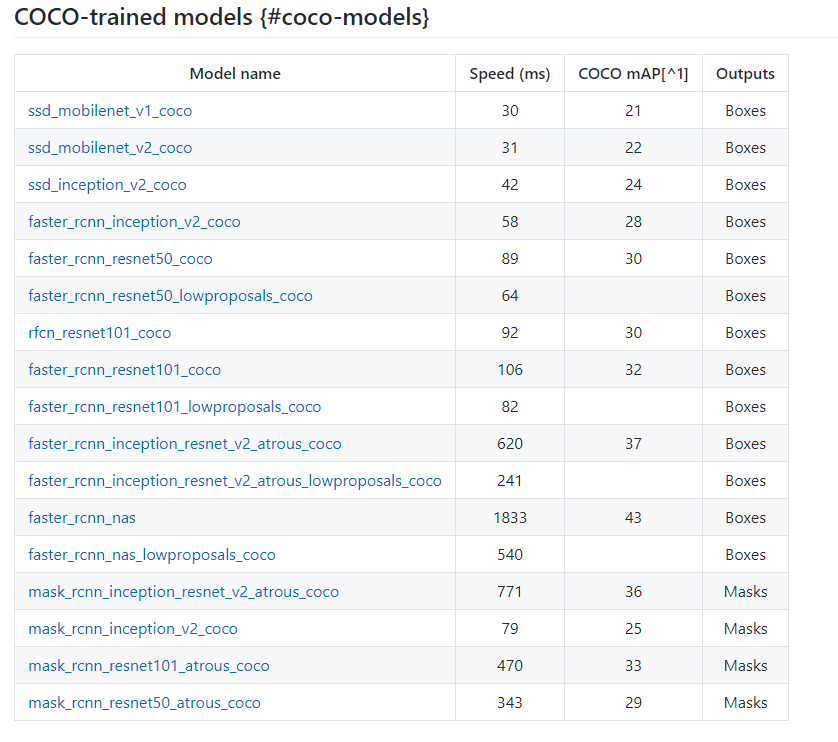 COCO-trained models {#coco-models}
Model name Speed (ms) COCO mAP[^1] Outputs
ssd_mobilenet_v1_coco 30 21 Boxes
ssd_mobilenet_v2_coco 31 22 Boxes
ssd_inception_v2_coco 42 24 Boxes
faster_rcnn_inception_v2_coco 58 28 Boxes
faster_rcnn_resnet50_coco 89 30 Boxes
faster_rcnn_resnet50_lowproposals_coco 64 Boxes
rfcn_resnet101_coco 92 30 Boxes
faster_rcnn_resnet101_coco 106 32 Boxes
faster_rcnn_resnet101_lowproposals_coco 82 Boxes
faster_rcnn_inception_resnet_v2_atrous_coco 620 37 Boxes
faster_rcnn_inception_resnet_v2_atrous_lowproposals_coco 241 Boxes
faster_rcnn_nas 1833 43 Boxes
faster_rcnn_nas_lowproposals_coco 540 Boxes
mask_rcnn_inception_resnet_v2_atrous_coco 771 36 Masks
mask_rcnn_inception_v2_coco 79 25 Masks
mask_rcnn_resnet101_atrous_coco 470 33 Masks
mask_rcnn_resnet50_atrous_coco 343 29 Masks